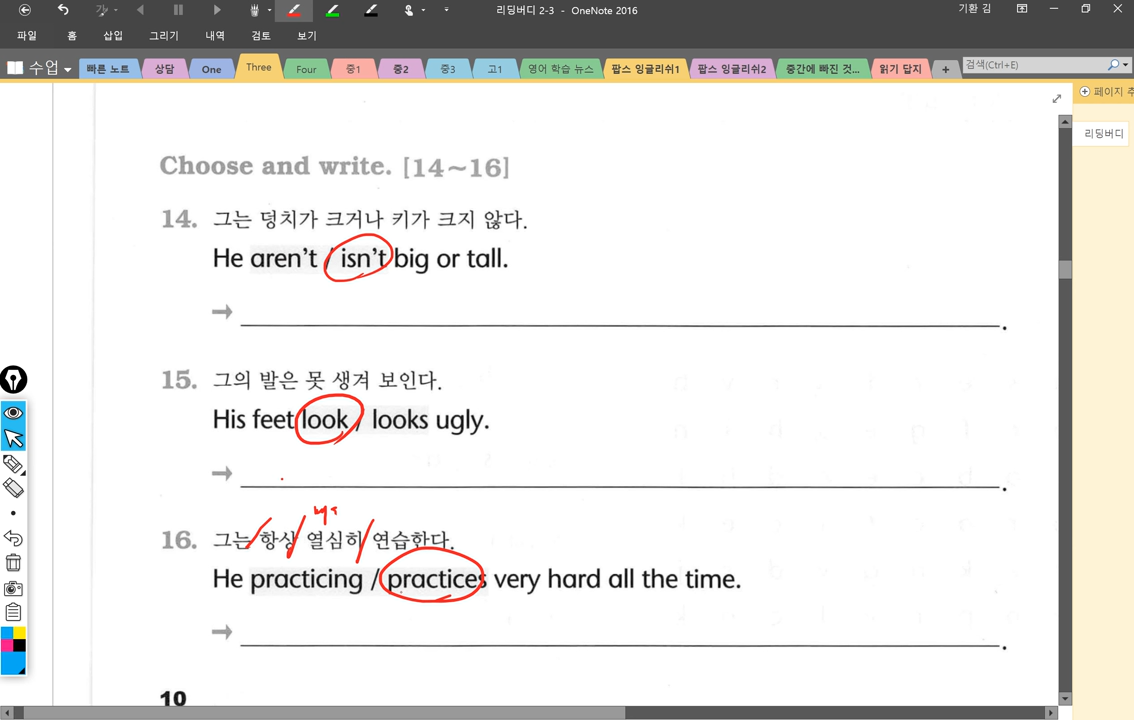 리딩버디 2-3 - OneNote 2016
기환 김
파일 홈 삽입 그리기 내역 검토 보기
수업 빠른 노트 상담 One Three Four 중1 중2 중3 고1 영어 학습 뉴스 팝스 잉글리쉬1 팝스 잉글리쉬2 중간에 빠진 것... 읽기 답지 + 검색(Ctrl+E)
페이지 추
리딩버디
Choose and write. [14~16]
14. 그는 덩치가 크거나 키가 크지 않다.
He aren't / isn't big or tall.
→ .
15. 그의 발은 못 생겨 보인다.
His feet look / looks ugly.
→ .
16. 그는 항상 열심히 연습한다.
He practicing / practices very hard all the time.
→ .
10